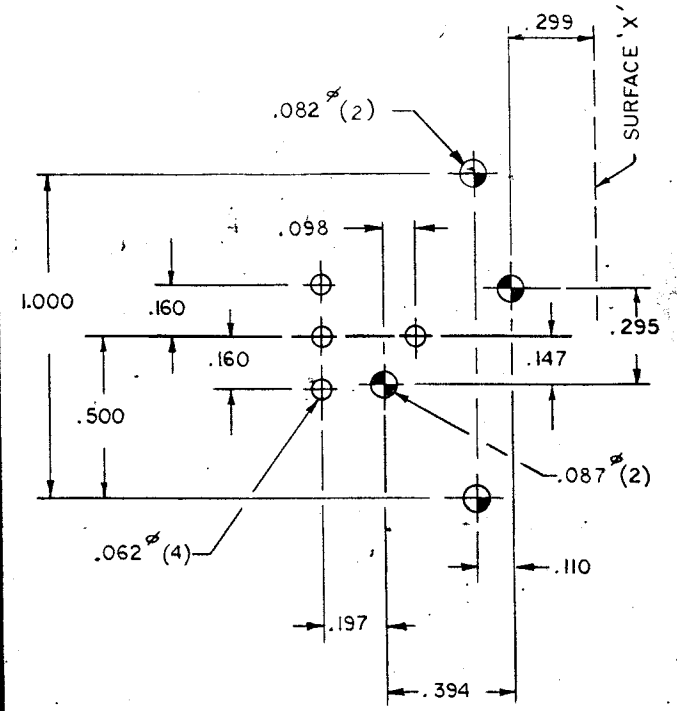 .299
SURFACE 'X'
.082 ø (2)
.098
1.000
.160
.160
.295
.147
.500
.087 ø (2)
.062 ø (4)
.110
.197
.394